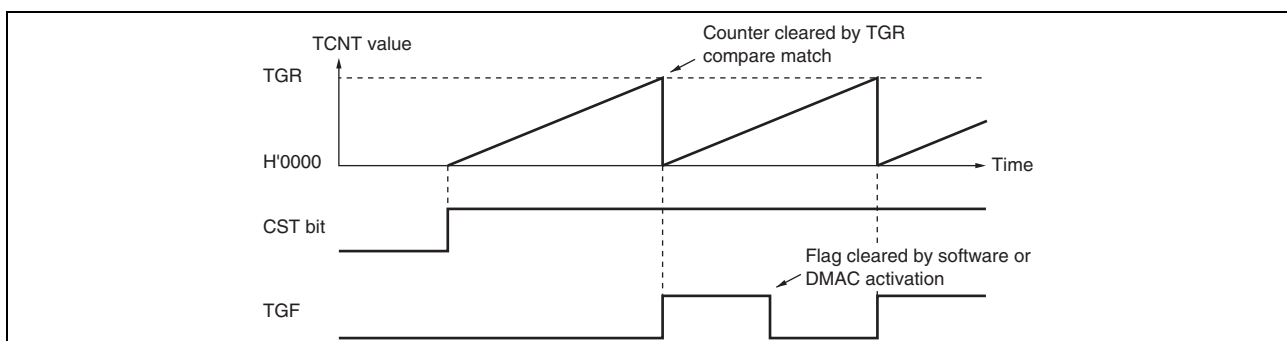 TCNT value
Counter cleared by TGR
compare match
TGR
H'0000
Time
CST bit
Flag cleared by software or
DMAC activation
TGF